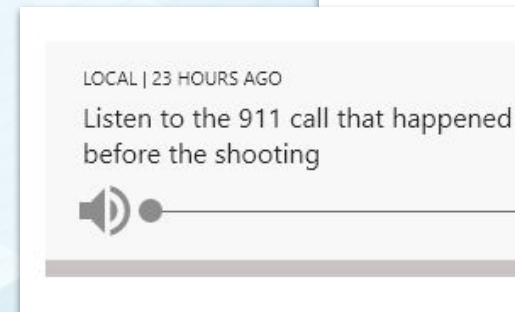 LOCAL | 23 HOURS AGO
Listen to the 911 call that happened
before the shooting